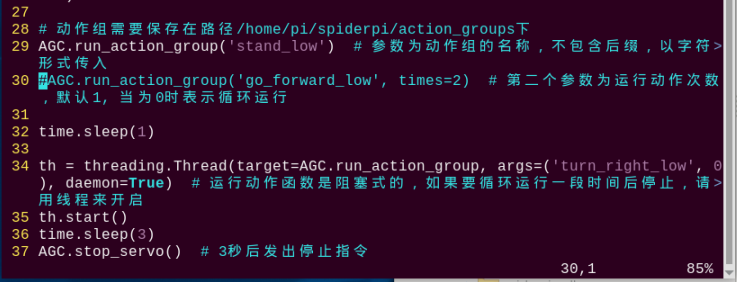 27
28 # 动作组需要保存在路径/home/pi/spiderpi/action_groups下
29 AGC.run_action_group('stand_low')  # 参数为动作组的名称，不包含后缀，以字符>
形式传入
30 #AGC.run_action_group('go_forward_low', times=2)  # 第二个参数为运行动作次数
，默认1, 当为0时表示循环运行
31
32 time.sleep(1)
33
34 th = threading.Thread(target=AGC.run_action_group, args=('turn_right_low', 0
), daemon=True)  # 运行动作函数是阻塞式的，如果要循环运行一段时间后停止，请>
用线程来开启
35 th.start()
36 time.sleep(3)
37 AGC.stop_servo()  # 3秒后发出停止指令
30,1 85%